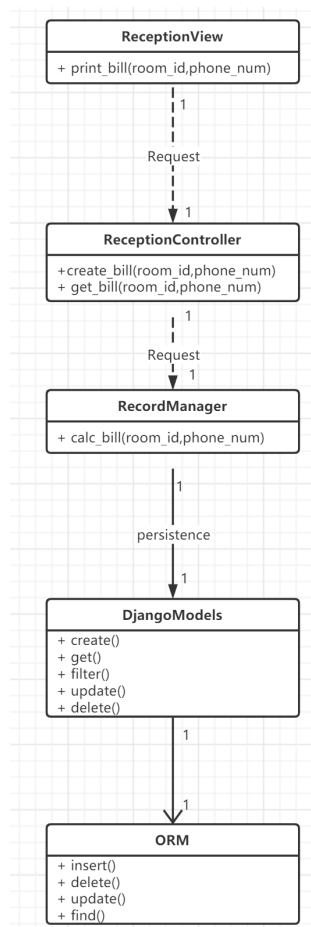 ReceptionView
+ print_bill(room_id,phone_num)
1
Request
1
ReceptionController
+create_bill(room_id,phone_num)
+ get_bill(room_id,phone_num)
1
Request
1
RecordManager
+ calc_bill(room_id,phone_num)
1
persistence
1
DjangoModels
+ create()
+ get()
+ filter()
+ update()
+ delete()
1
1
ORM
+ insert()
+ delete()
+ update()
+ find()